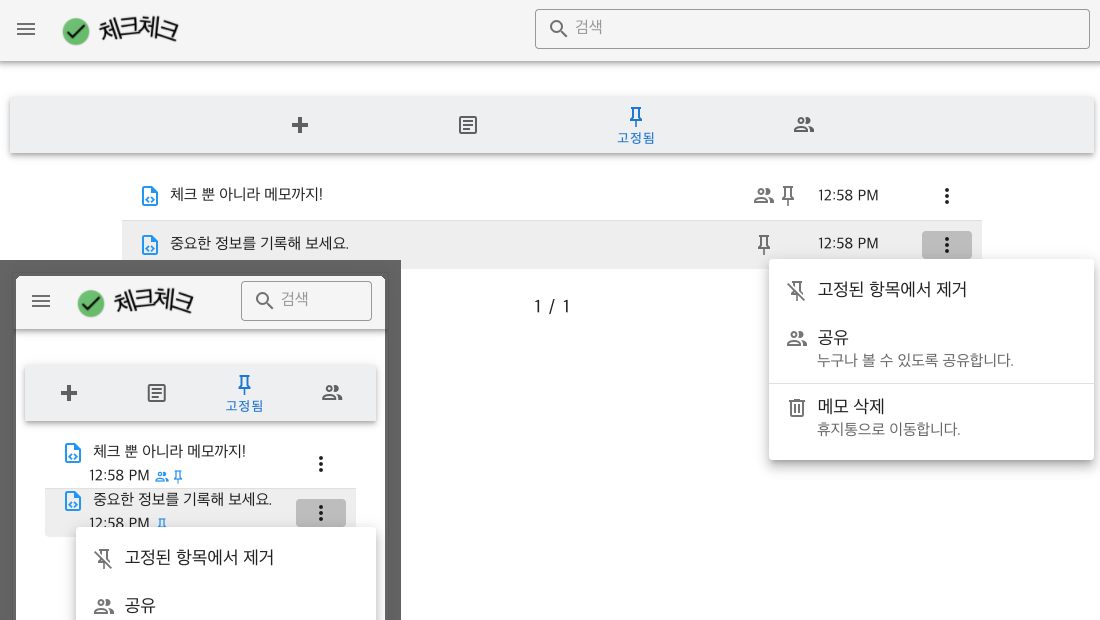 체크체크
검색
고정됨
체크 뿐 아니라 메모까지!
12:58 PM
중요한 정보를 기록해 보세요.
12:58 PM
1 / 1
고정된 항목에서 제거
공유
누구나 볼 수 있도록 공유합니다.
메모 삭제
휴지통으로 이동합니다.
체크체크
검색
고정됨
체크 뿐 아니라 메모까지!
12:58 PM
중요한 정보를 기록해 보세요.
12:58 PM
고정된 항목에서 제거
공유